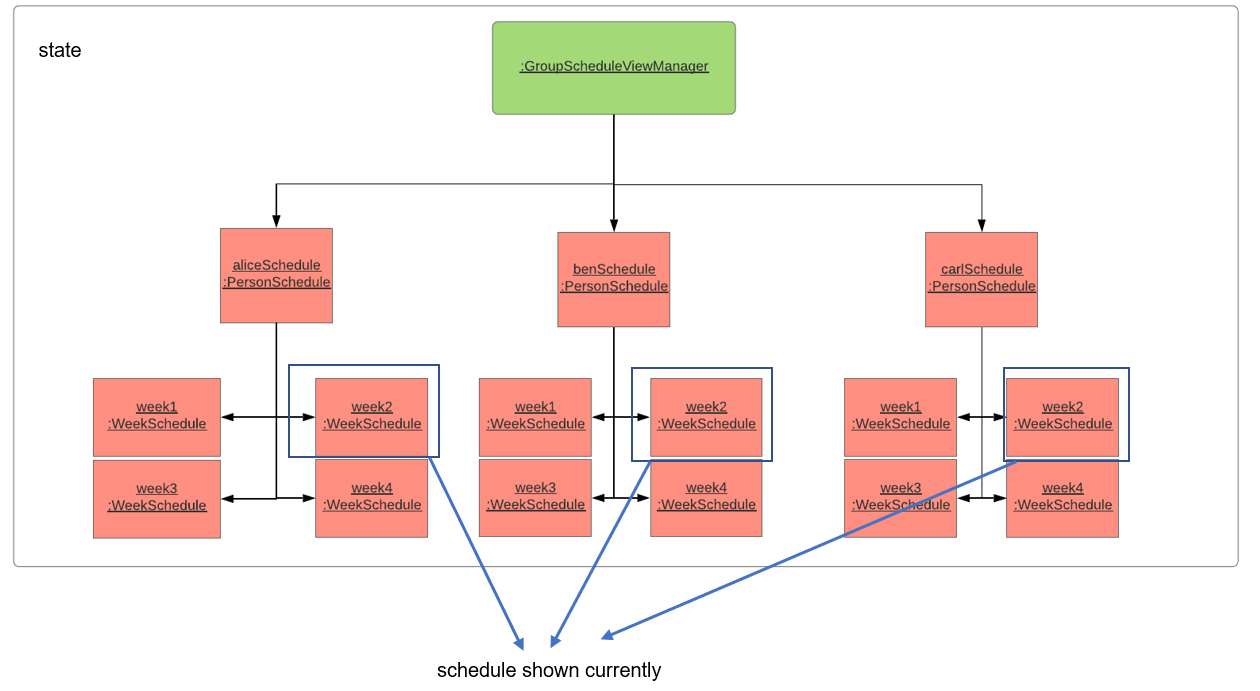 state
:GroupScheduleViewManager
aliceSchedule
:PersonSchedule
benSchedule
:PersonSchedule
carlSchedule
:PersonSchedule
week1
:WeekSchedule
week2
:WeekSchedule
week1
:WeekSchedule
week2
:WeekSchedule
week1
:WeekSchedule
week2
:WeekSchedule
week3
:WeekSchedule
week4
:WeekSchedule
week3
:WeekSchedule
week4
:WeekSchedule
week3
:WeekSchedule
week4
:WeekSchedule
schedule shown currently